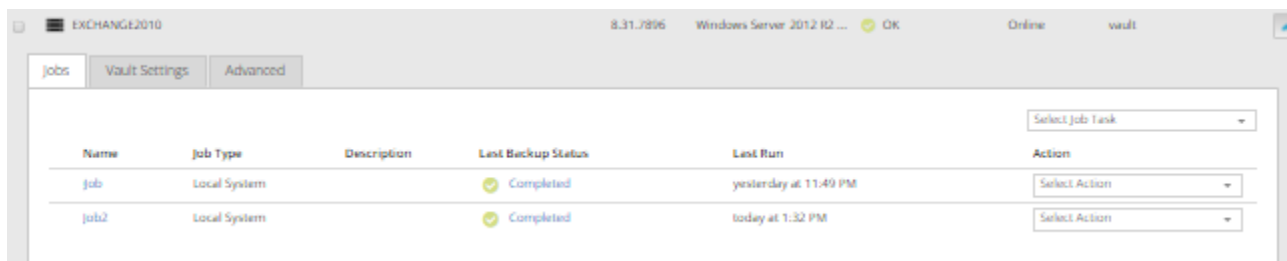 EXCHANGE2010 8.31.7896 Windows Server 2012 R2 ... OK Online vault
Jobs Vault Settings Advanced
Select Job Task
Name Job Type Description Last Backup Status Last Run Action
Job Local System Completed yesterday at 11:49 PM Select Action
Job2 Local System Completed today at 1:32 PM Select Action